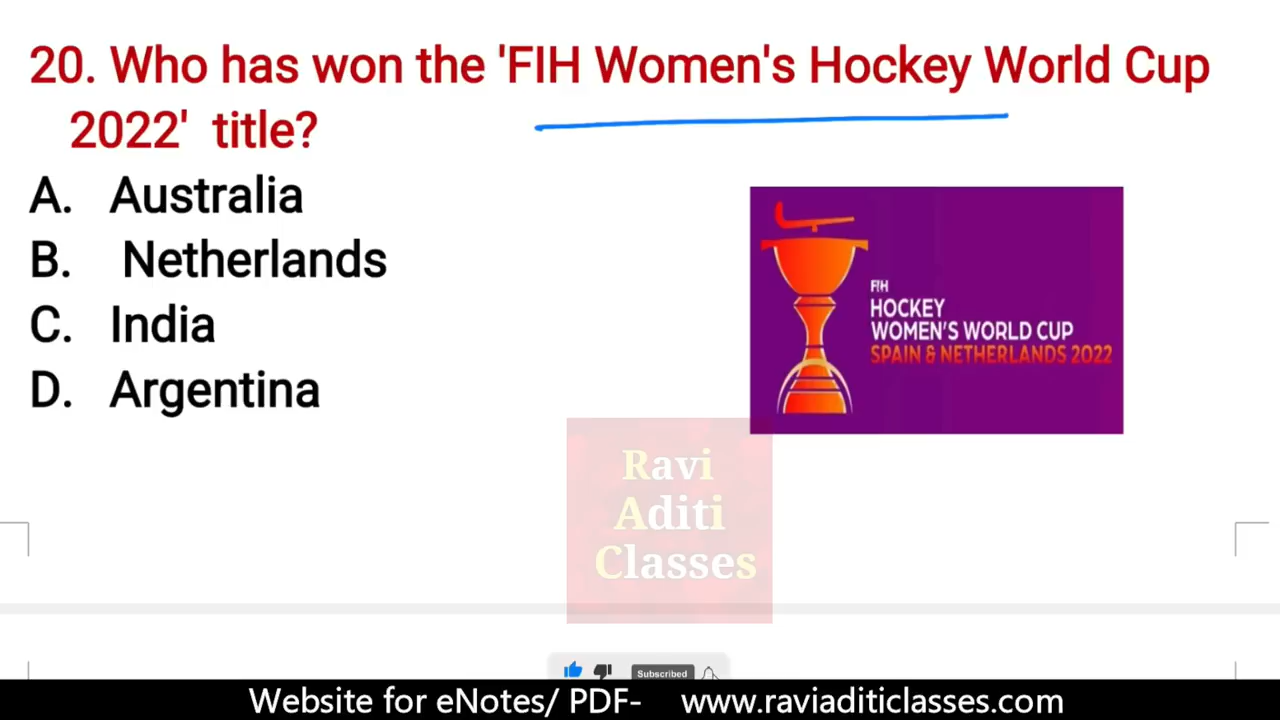 20. Who has won the 'FIH Women's Hockey World Cup
2022' title?
A. Australia
B. Netherlands
C. India
D. Argentina
FIH
HOCKEY
WOMEN'S WORLD CUP
SPAIN & NETHERLANDS 2022
Ravi
Aditi
Classes
Subscribed
Website for eNotes/ PDF- www.raviaditiclasses.com